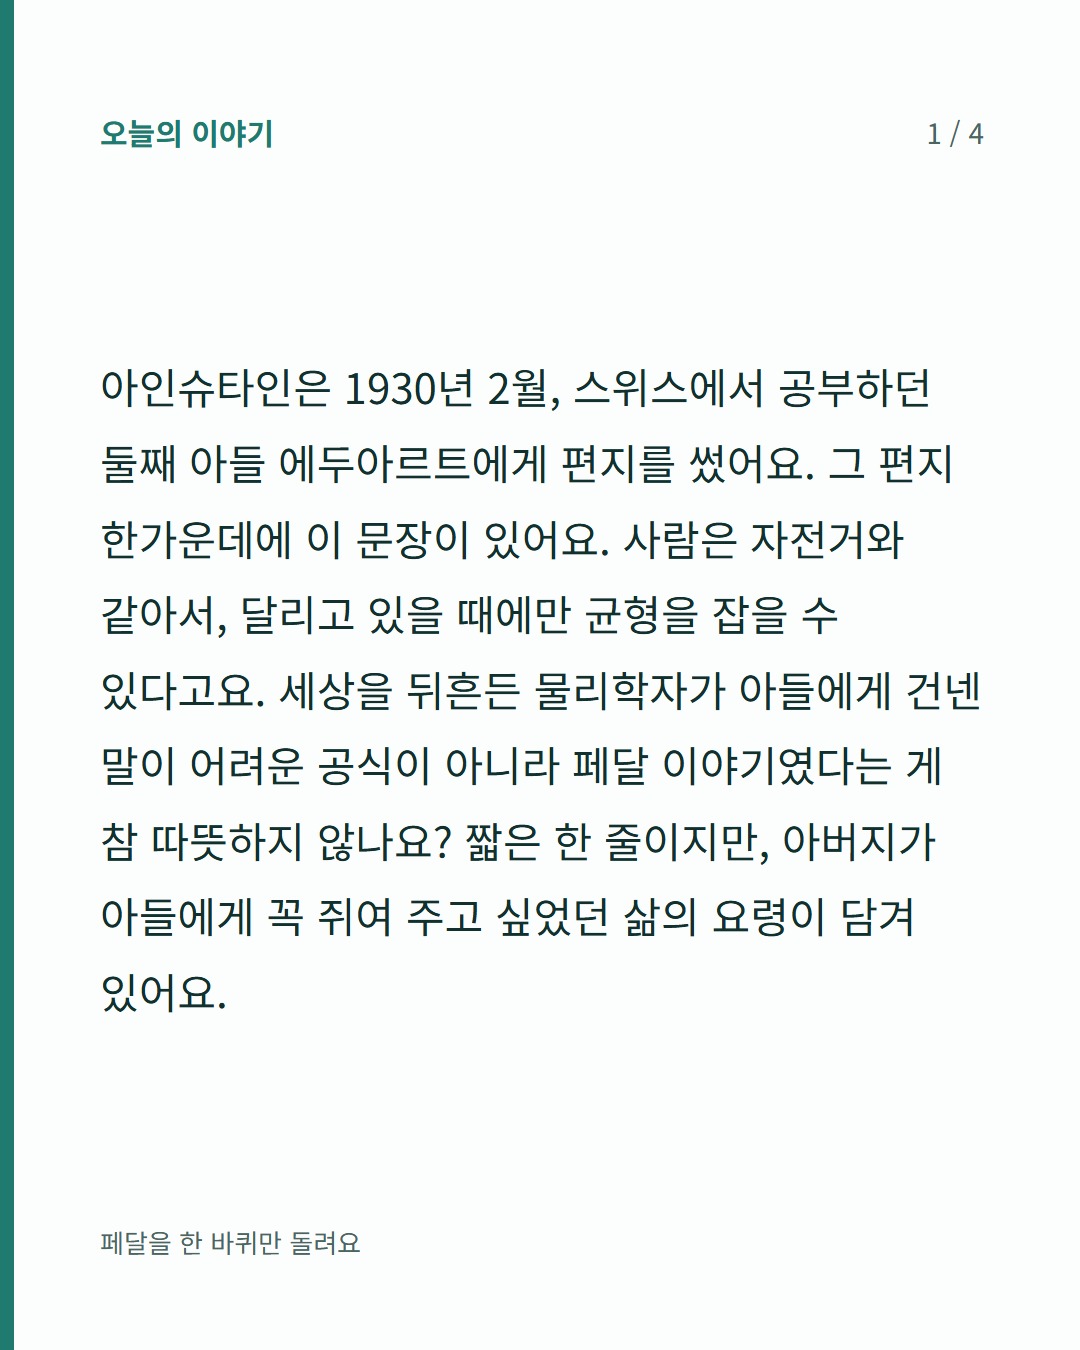 오늘의 이야기
1 / 4
아인슈타인은 1930년 2월, 스위스에서 공부하던
둘째 아들 에두아르트에게 편지를 썼어요. 그 편지
한가운데에 이 문장이 있어요. 사람은 자전거와
같아서, 달리고 있을 때에만 균형을 잡을 수
있다고요. 세상을 뒤흔든 물리학자가 아들에게 건넨
말이 어려운 공식이 아니라 페달 이야기였다는 게
참 따뜻하지 않나요? 짧은 한 줄이지만, 아버지가
아들에게 꼭 쥐여 주고 싶었던 삶의 요령이 담겨
있어요.
페달을 한 바퀴만 돌려요